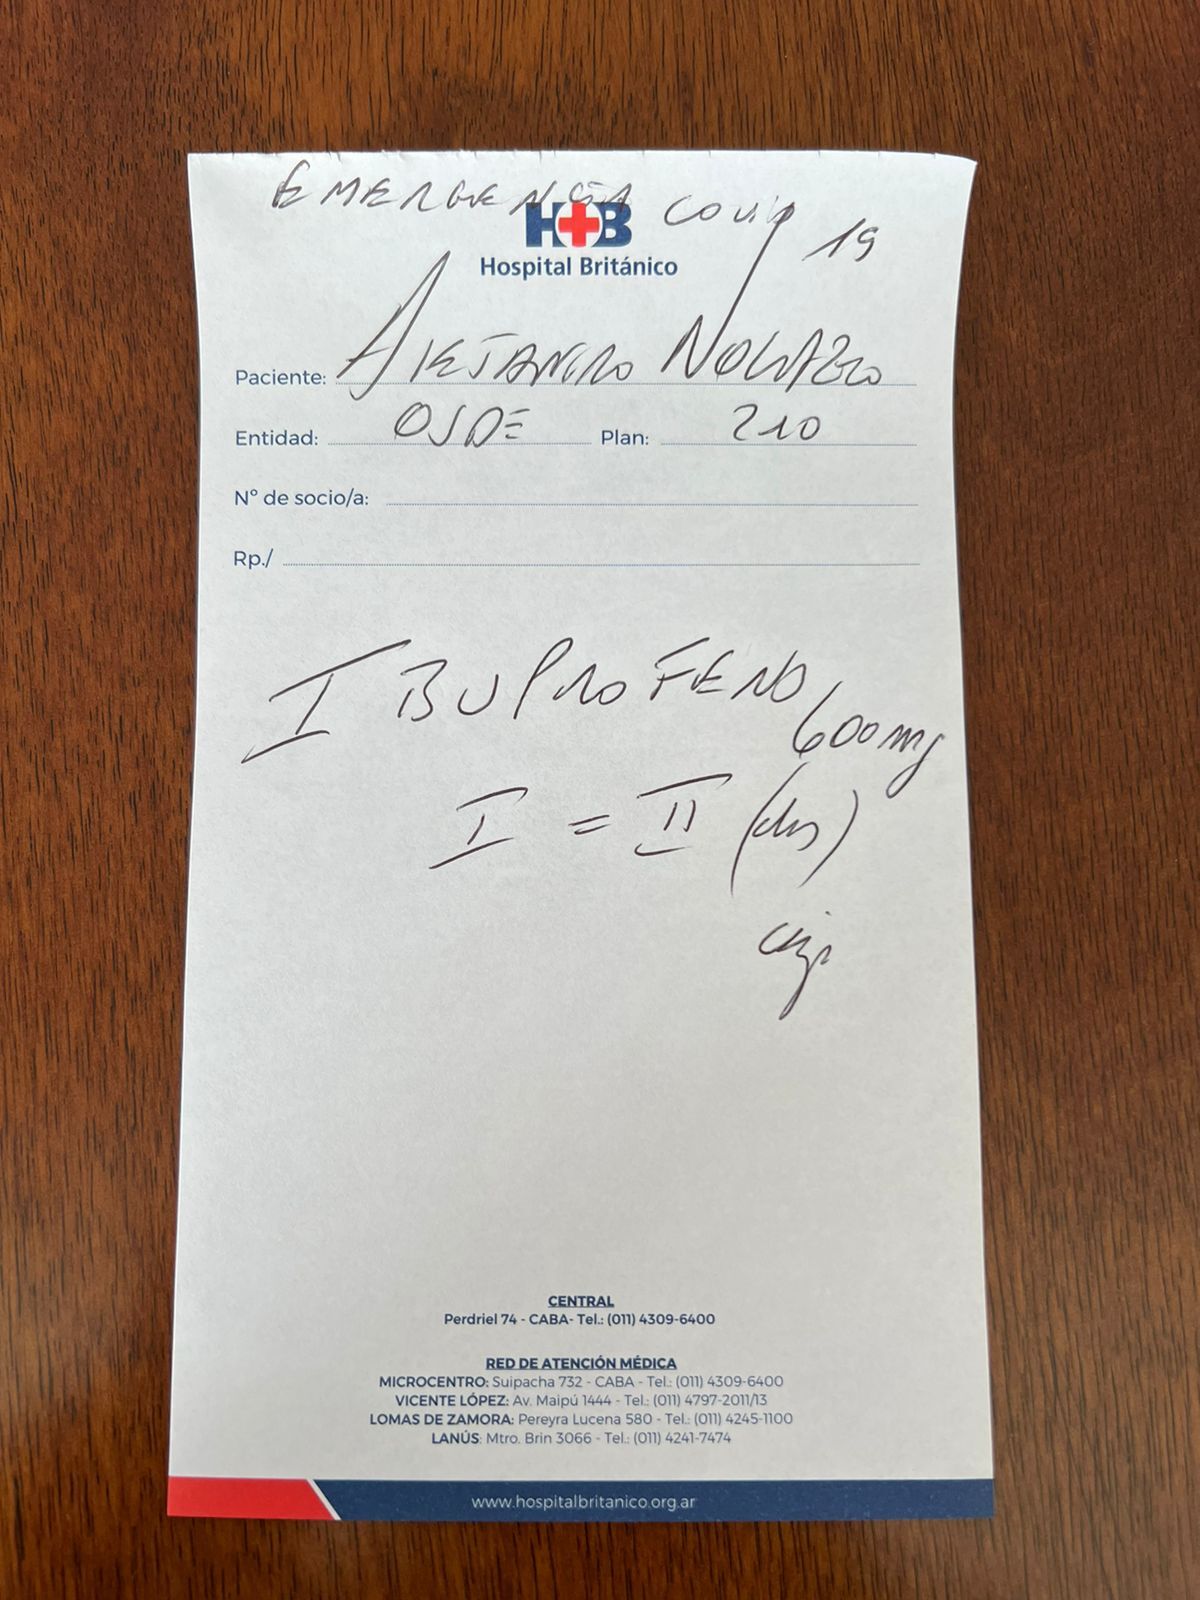 EMERGENCIA COVID 19
H+B
Hospital Británico
Paciente: Alejandro
Entidad: OSDE Plan: 210
Nº de socio/a:
Rp./
IBUPROFENO 600mg
I = II (dos)
CENTRAL
Perdriel 74 - CABA- Tel.: (011) 4309-6400
RED DE ATENCIÓN MÉDICA
MICROCENTRO: Suipacha 732 - CABA - Tel.: (011) 4309-6400
VICENTE LÓPEZ: Av. Maipú 1444 - Tel.: (011) 4797-2011/13
LOMAS DE ZAMORA: Pereyra Lucena 580 - Tel.: (011) 4245-1100
LANÚS: Mtro. Brin 3066 - Tel.: (011) 4241-7474
www.hospitalbritanico.org.ar